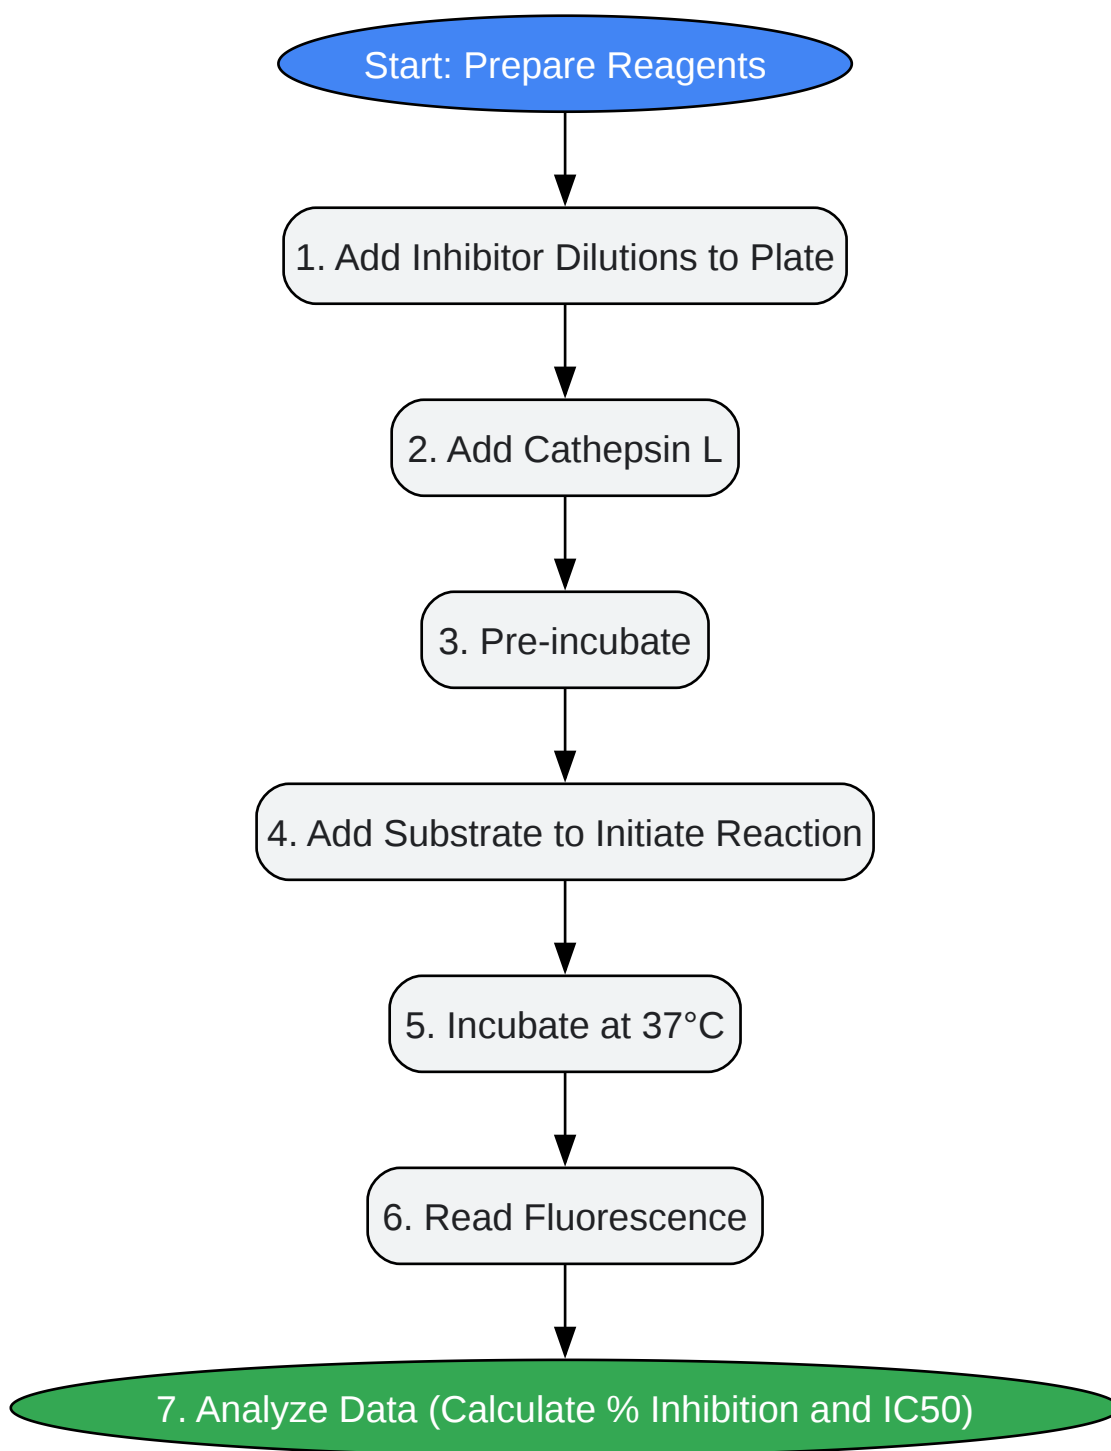 Start: Prepare Reagents
1. Add Inhibitor Dilutions to Plate
2. Add Cathepsin L
3. Pre-incubate
4. Add Substrate to Initiate Reaction
5. Incubate at 37°C
6. Read Fluorescence
7. Analyze Data (Calculate % Inhibition and IC50)